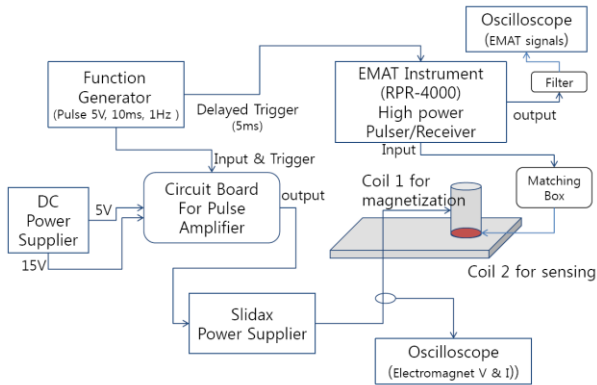 Oscilloscope
(EMAT signals)
Function
Generator
(Pulse 5V, 10ms, 1Hz )
Delayed Trigger
(5ms)
EMAT Instrument
(RPR-4000)
High power
Pulser/Receiver
Filter
output
Input
Input & Trigger
Matching
Box
Coil 1 for
magnetization
Circuit Board
For Pulse
Amplifier
output
DC
Power
Supplier
5V
15V
Coil 2 for sensing
Slidax
Power Supplier
Oscilloscope
(Electromagnet V & I))